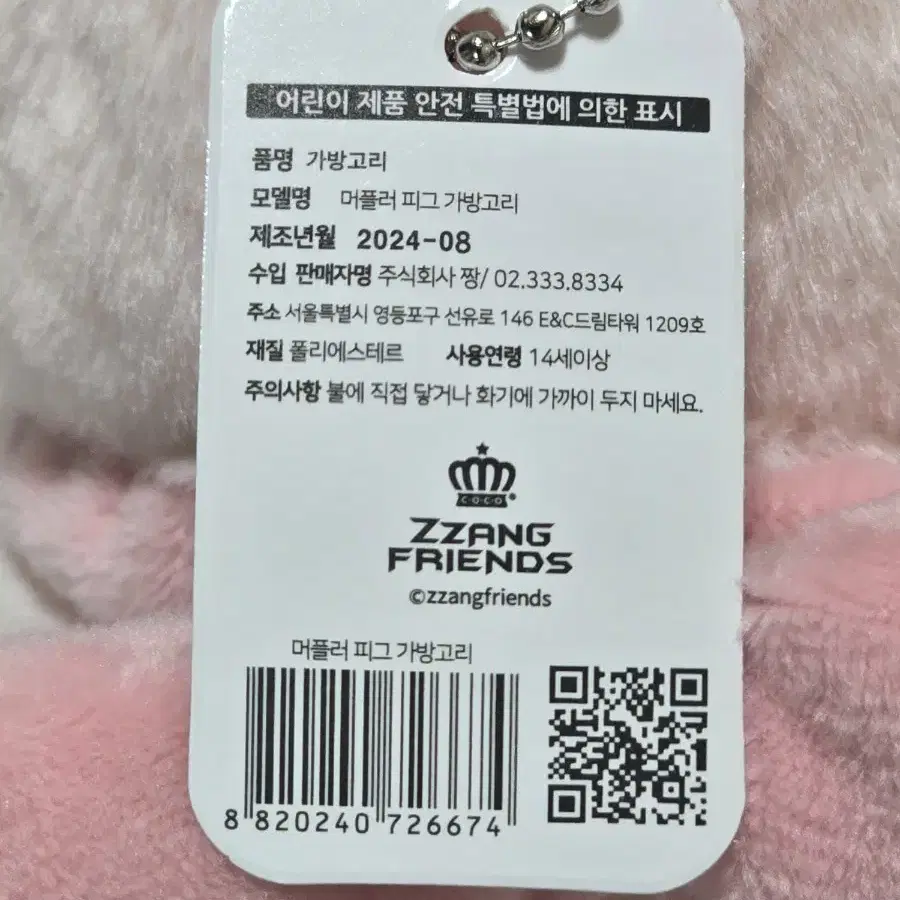 어린이 제품 안전 특별법에 의한 표시
품명 가방고리
모델명 머플러 피그 가방고리
제조년월 2024-08
수입 판매자명 주식회사 짱/ 02.333.8334
주소 서울특별시 영등포구 선유로 146 E&C드림타워 1209호
재질 폴리에스테르 사용연령 14세이상
주의사항 불에 직접 닿거나 화기에 가까이 두지 마세요.
COCO®
ZZANG
FRIENDS
©zzangfriends
머플러 피그 가방고리
8 820240 726674